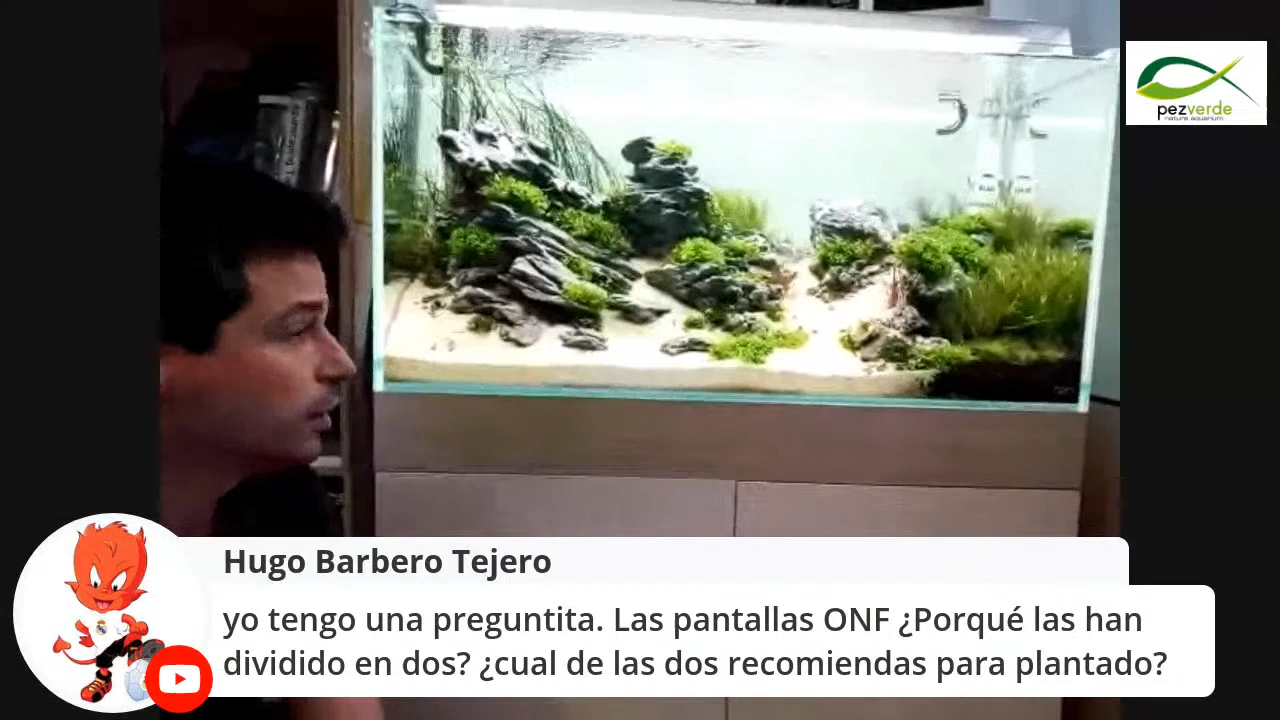 pezverde
nature aquarium
Hugo Barbero Tejero
yo tengo una preguntita. Las pantallas ONF ¿Porqué las han
dividido en dos? ¿cual de las dos recomiendas para plantado?